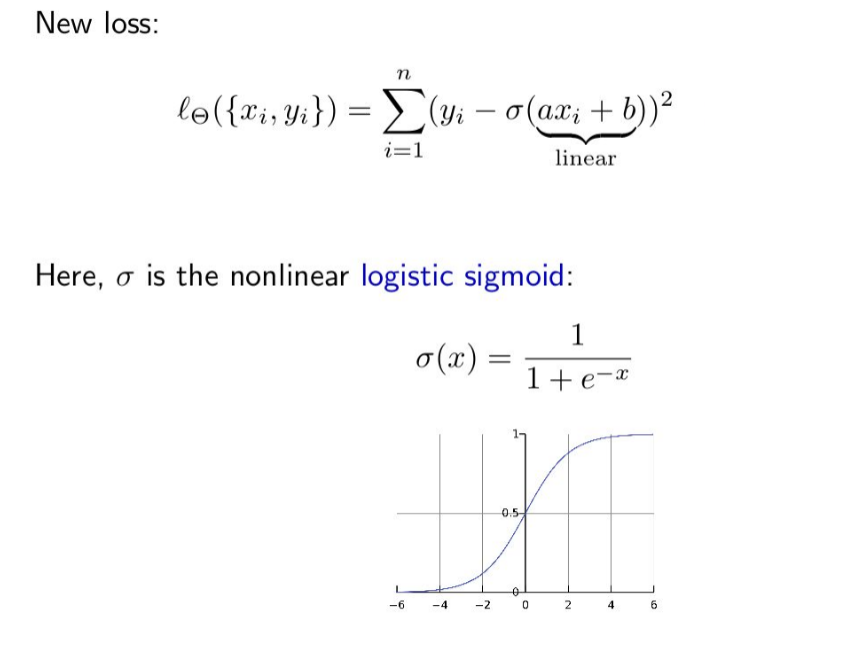 New loss:
ℓ_Θ({x_i, y_i}) = ∑_{i=1}^{n} (y_i − σ(ax_i + b))²
linear
Here, σ is the nonlinear logistic sigmoid:
σ(x) = 1 / (1 + e^{−x})
1
0.5
0
−6 −4 −2 0 2 4 6